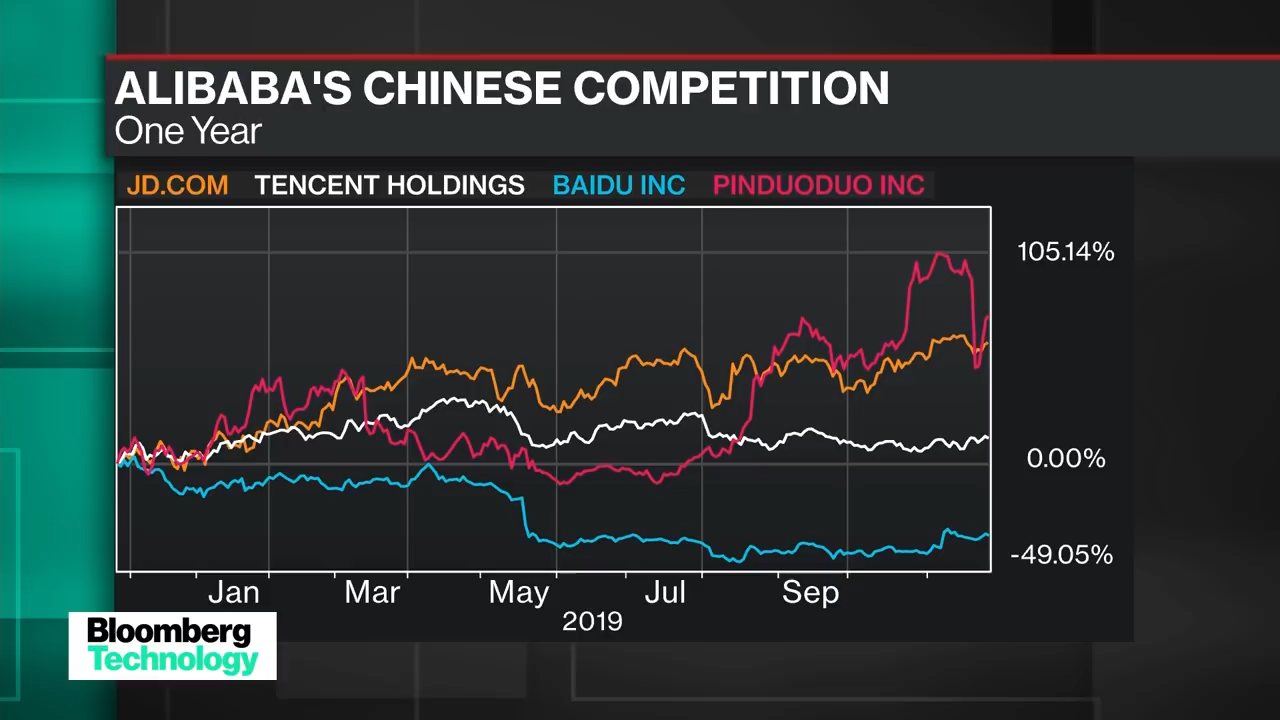 ALIBABA'S CHINESE COMPETITION
One Year
JD.COM TENCENT HOLDINGS BAIDU INC PINDUODUO INC
105.14%
0.00%
-49.05%
Jan Mar May Jul Sep
2019
Bloomberg
Technology